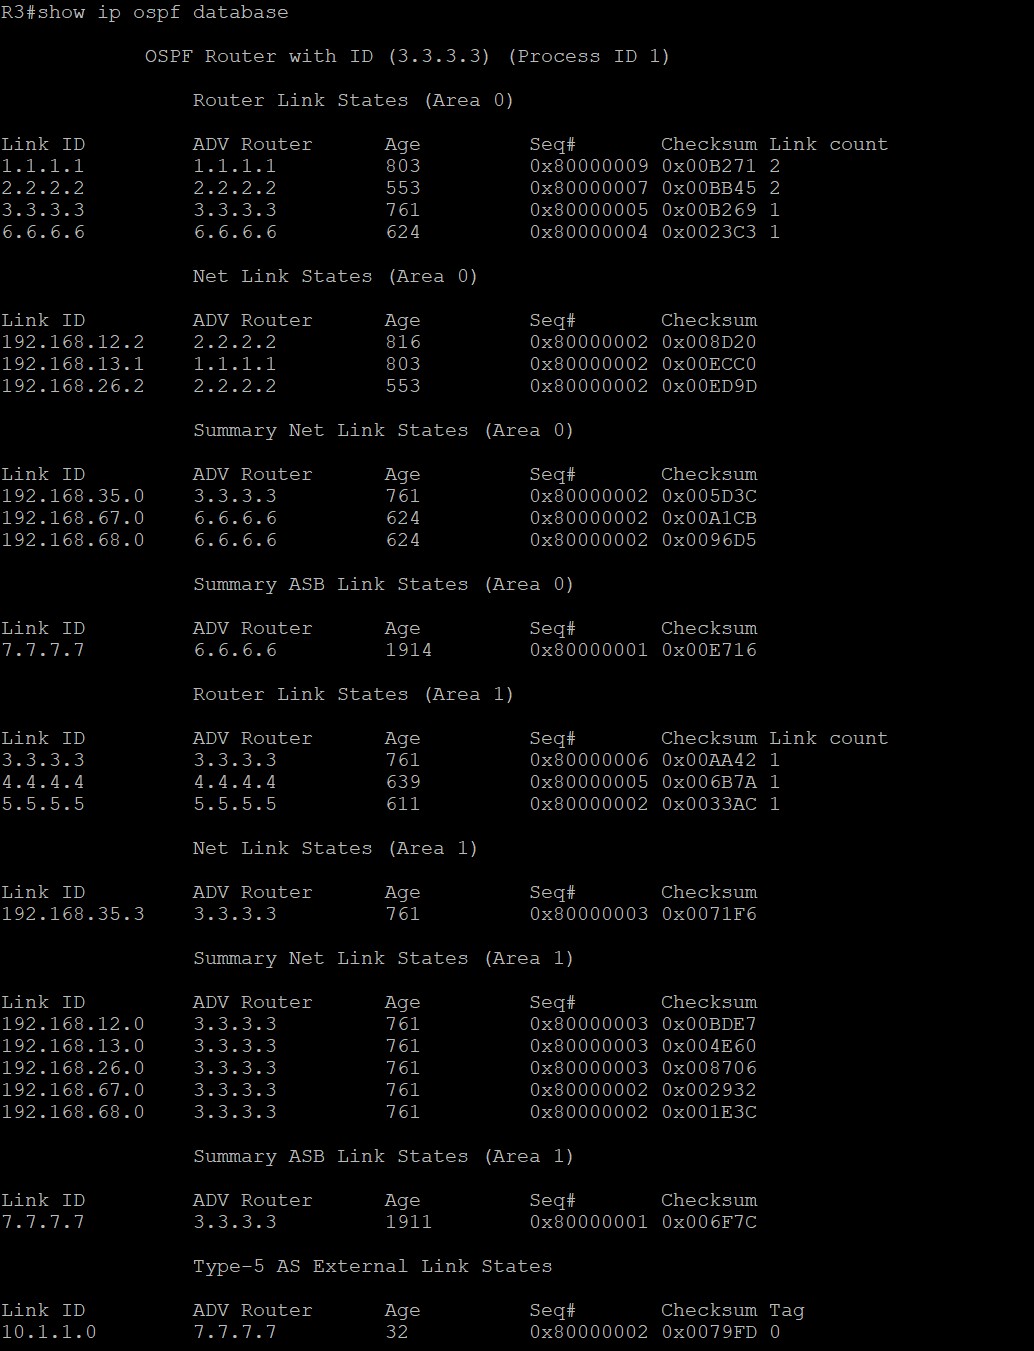 R3#show ip ospf database
OSPF Router with ID (3.3.3.3) (Process ID 1)
Router Link States (Area 0)
Link ID ADV Router Age Seq# Checksum Link count
1.1.1.1 1.1.1.1 803 0x80000009 0x00B271 2
2.2.2.2 2.2.2.2 553 0x80000007 0x00BB45 2
3.3.3.3 3.3.3.3 761 0x80000005 0x00B269 1
6.6.6.6 6.6.6.6 624 0x80000004 0x0023C3 1
Net Link States (Area 0)
Link ID ADV Router Age Seq# Checksum
192.168.12.2 2.2.2.2 816 0x80000002 0x008D20
192.168.13.1 1.1.1.1 803 0x80000002 0x00ECC0
192.168.26.2 2.2.2.2 553 0x80000002 0x00ED9D
Summary Net Link States (Area 0)
Link ID ADV Router Age Seq# Checksum
192.168.35.0 3.3.3.3 761 0x80000002 0x005D3C
192.168.67.0 6.6.6.6 624 0x80000002 0x00A1CB
192.168.68.0 6.6.6.6 624 0x80000002 0x0096D5
Summary ASB Link States (Area 0)
Link ID ADV Router Age Seq# Checksum
7.7.7.7 6.6.6.6 1914 0x80000001 0x00E716
Router Link States (Area 1)
Link ID ADV Router Age Seq# Checksum Link count
3.3.3.3 3.3.3.3 761 0x80000006 0x00AA42 1
4.4.4.4 4.4.4.4 639 0x80000005 0x006B7A 1
5.5.5.5 5.5.5.5 611 0x80000002 0x0033AC 1
Net Link States (Area 1)
Link ID ADV Router Age Seq# Checksum
192.168.35.3 3.3.3.3 761 0x80000003 0x0071F6
Summary Net Link States (Area 1)
Link ID ADV Router Age Seq# Checksum
192.168.12.0 3.3.3.3 761 0x80000003 0x00BDE7
192.168.13.0 3.3.3.3 761 0x80000003 0x004E60
192.168.26.0 3.3.3.3 761 0x80000003 0x008706
192.168.67.0 3.3.3.3 761 0x80000002 0x002932
192.168.68.0 3.3.3.3 761 0x80000002 0x001E3C
Summary ASB Link States (Area 1)
Link ID ADV Router Age Seq# Checksum
7.7.7.7 3.3.3.3 1911 0x80000001 0x006F7C
Type-5 AS External Link States
Link ID ADV Router Age Seq# Checksum Tag
10.1.1.0 7.7.7.7 32 0x80000002 0x0079FD 0